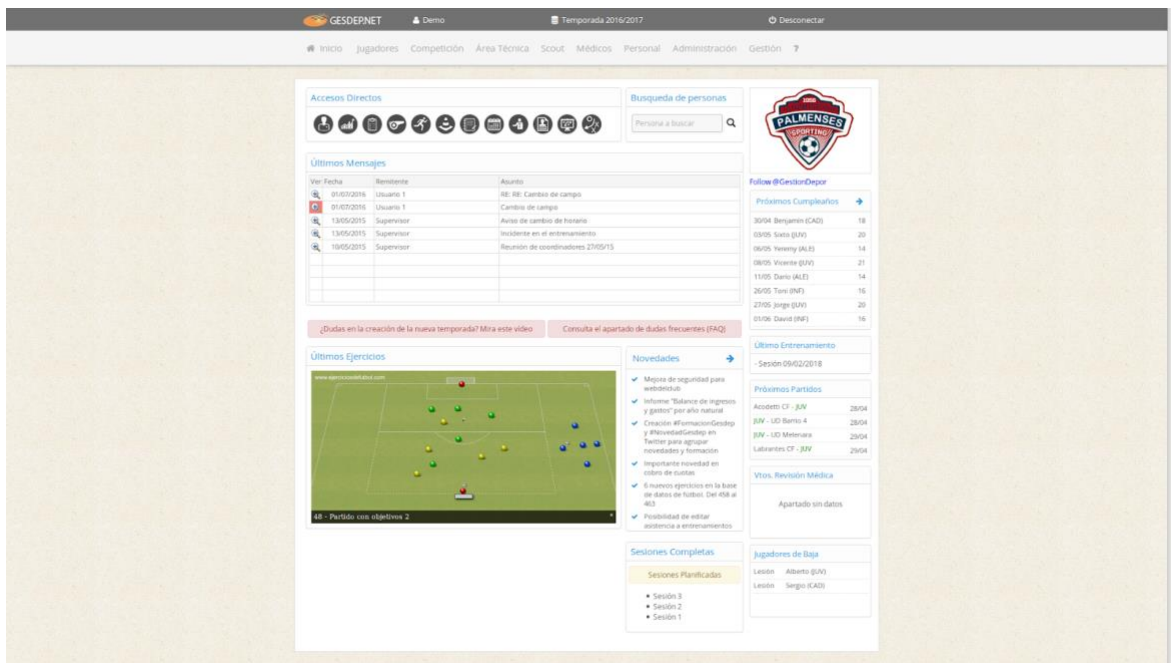 GESDEP.NET Demo Temporada 2016/2017 Desconectar
Inicio Jugadores Competición Área Técnica Scout Médicos Personal Administración Gestión ?
Accesos Directos
Busqueda de personas
Persona a buscar
PALMENSES
SPORTING
Follow @GestionDepor
Últimos Mensajes
Ver Fecha Remitente Asunto
01/07/2016 Usuario 1 RE: RE: Cambio de campo
01/07/2016 Usuario 1 Cambio de campo
13/05/2015 Supervisor Aviso de cambio de horario
13/05/2015 Supervisor Incidente en el entrenamiento
10/05/2015 Supervisor Reunión de coordinadores 27/05/15
Próximos Cumpleaños
30/04 Benjamín (CAD) 18
03/05 Sixto (JUV) 20
06/05 Yeremy (ALE) 14
08/05 Vicente (JUV) 21
11/05 Dario (ALE) 14
26/05 Toni (INF) 16
27/05 Jorge (JUV) 20
01/06 David (INF) 16
¿Dudas en la creación de la nueva temporada? Mira este vídeo
Consulta el apartado de dudas frecuentes (FAQ)
Últimos Ejercicios
www.ejerciciosdefutbol.com
48 - Partido con objetivos 2
Novedades
Mejora de seguridad para
webdelclub
Informe "Balance de ingresos
y gastos" por año natural
Creación #FormacionGesdep
y #NovedadGesdep en
Twitter para agrupar
novedades y formación
Importante novedad en
cobro de cuotas
6 nuevos ejercicios en la base
de datos de fútbol. Del 458 al
463
Posibilidad de editar
asistencia a entrenamientos
Último Entrenamiento
- Sesión 09/02/2018
Próximos Partidos
Acodetti CF - JUV 28/04
JUV - UD Barrio 4 28/04
JUV - UD Melenara 29/04
Labrantes CF - JUV 29/04
Vtos. Revisión Médica
Apartado sin datos
Sesiones Completas
Sesiones Planificadas
Sesión 3
Sesión 2
Sesión 1
Jugadores de Baja
Lesión Alberto (JUV)
Lesión Sergio (CAD)